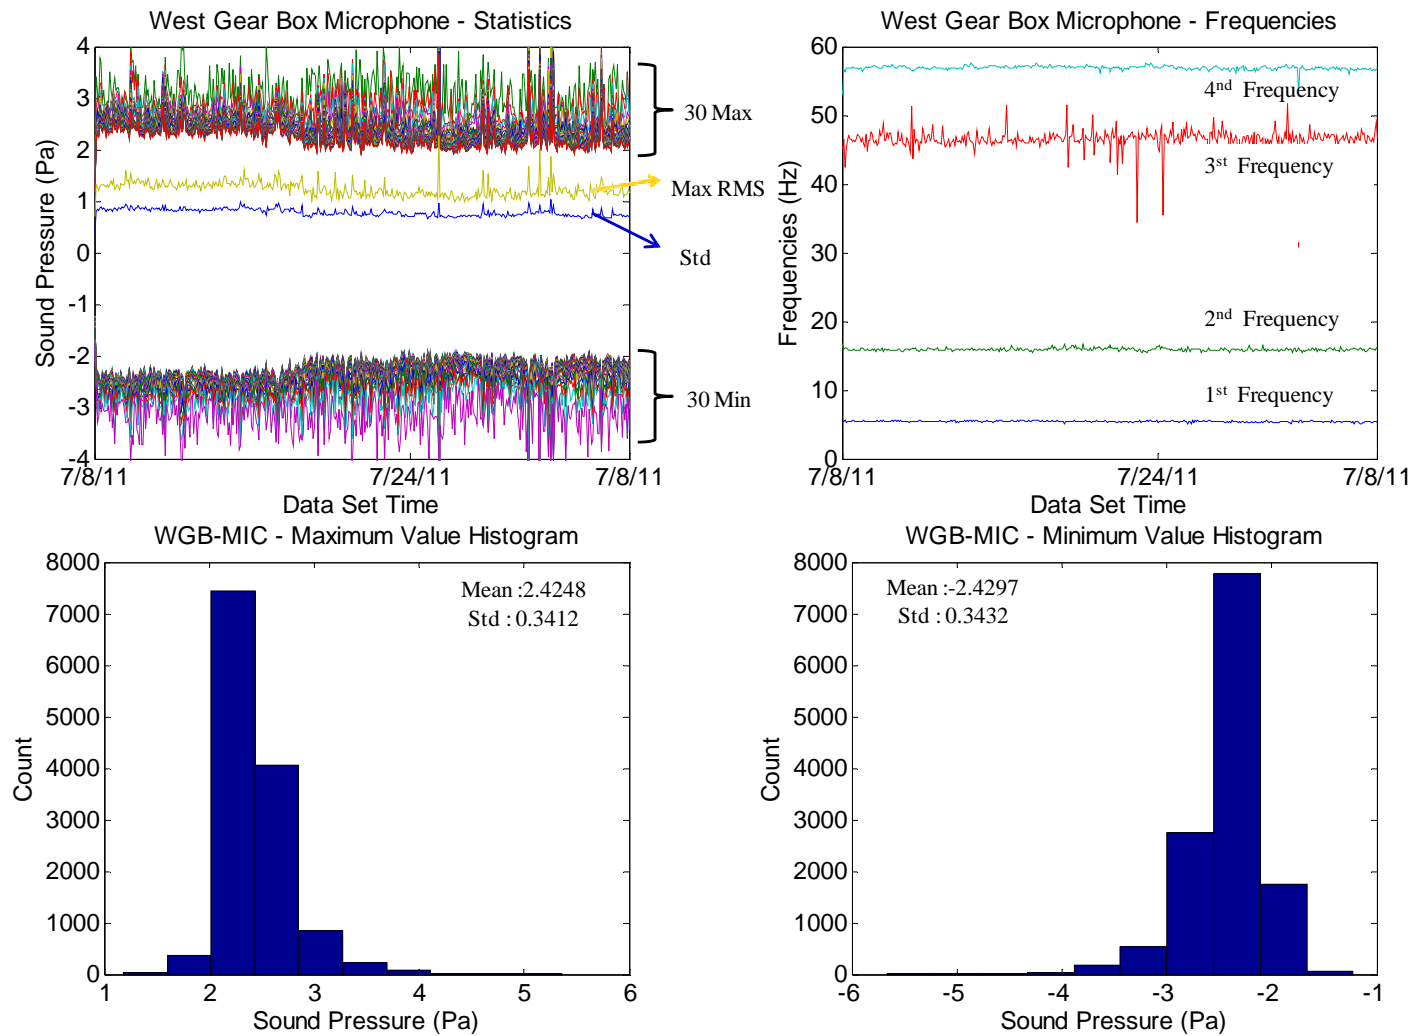 West Gear Box Microphone - Statistics
4
3
2
1
0
-1
-2
-3
-4
Sound Pressure (Pa)
7/8/11
7/24/11
7/8/11
Data Set Time
30 Max
Max RMS
Std
30 Min
West Gear Box Microphone - Frequencies
60
50
40
30
20
10
0
Frequencies (Hz)
7/8/11
7/24/11
7/8/11
Data Set Time
4nd Frequency
3st Frequency
2nd Frequency
1st Frequency
WGB-MIC - Maximum Value Histogram
8000
7000
6000
5000
4000
3000
2000
1000
0
Count
1
2
3
4
5
6
Sound Pressure (Pa)
Mean :2.4248
Std : 0.3412
WGB-MIC - Minimum Value Histogram
8000
7000
6000
5000
4000
3000
2000
1000
0
Count
-6
-5
-4
-3
-2
-1
Sound Pressure (Pa)
Mean :-2.4297
Std : 0.3432